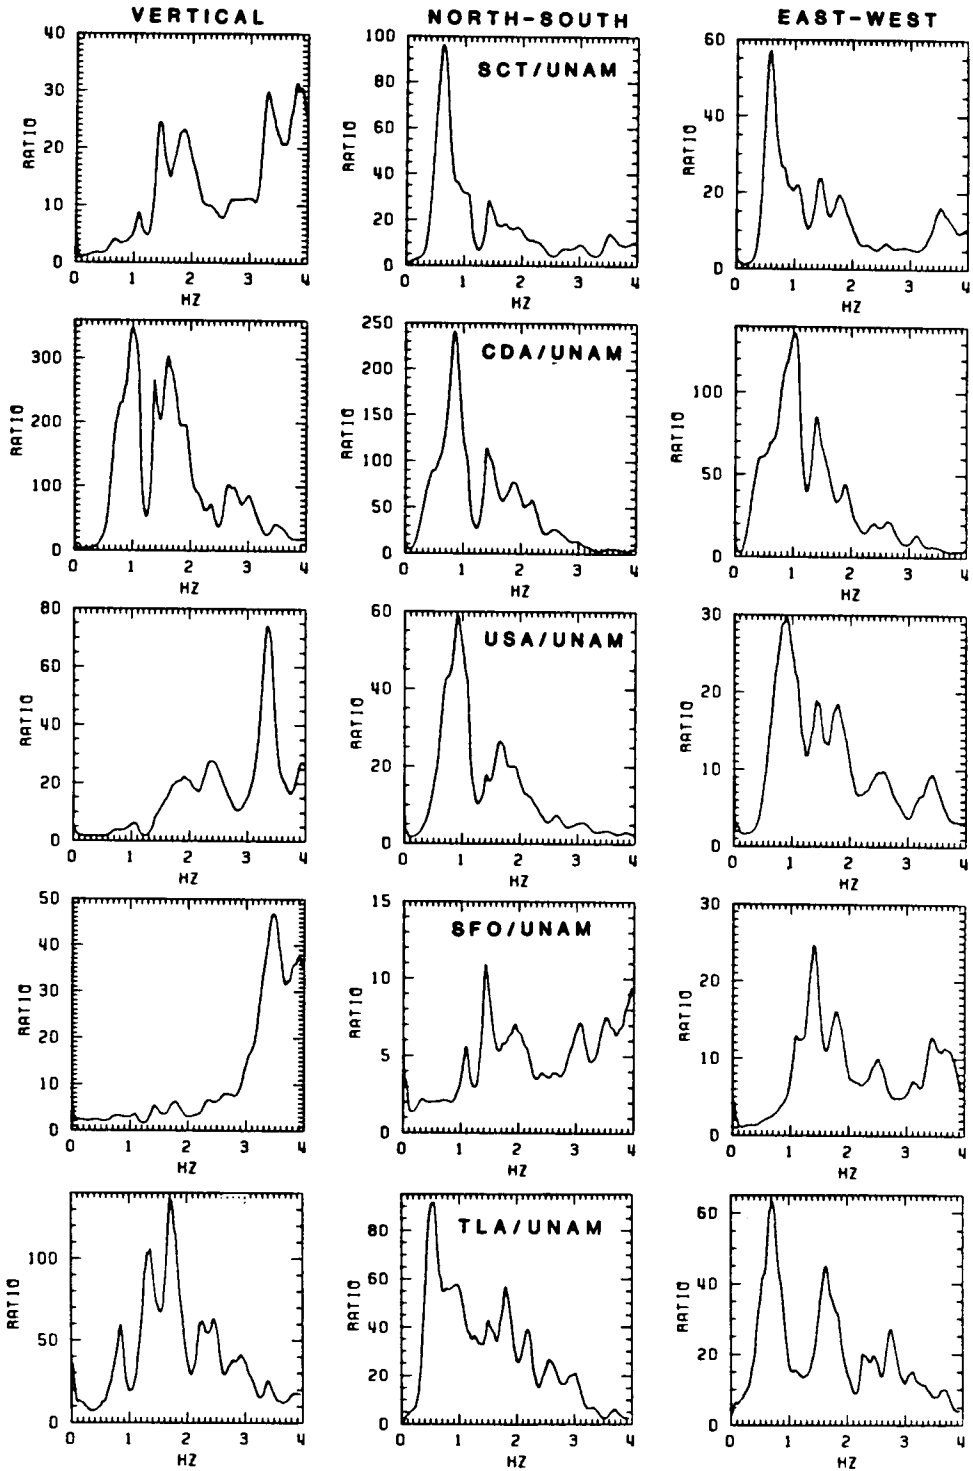 VERTICAL NORTH-SOUTH EAST-WEST
40 30 20 10 0
RATIO
0 1 2 3 4
HZ
100 80 60 40 20 0
RATIO
SCT/UNAM
0 1 2 3 4
HZ
60 40 20 0
RATIO
0 1 2 3 4
HZ
300 200 100 0
RATIO
0 1 2 3 4
HZ
250 200 150 100 50 0
RATIO
CDA/UNAM
0 1 2 3 4
HZ
100 50 0
RATIO
0 1 2 3 4
HZ
80 60 40 20 0
RATIO
0 1 2 3 4
HZ
60 40 20 0
RATIO
USA/UNAM
0 1 2 3 4
HZ
30 20 10 0
RATIO
0 1 2 3 4
HZ
50 40 30 20 10 0
RATIO
0 1 2 3 4
HZ
15 10 5 0
RATIO
SFO/UNAM
0 1 2 3 4
HZ
30 20 10 0
RATIO
0 1 2 3 4
HZ
100 50 0
RATIO
0 1 2 3 4
HZ
80 60 40 20 0
RATIO
TLA/UNAM
0 1 2 3 4
HZ
60 40 20 0
RATIO
0 1 2 3 4
HZ